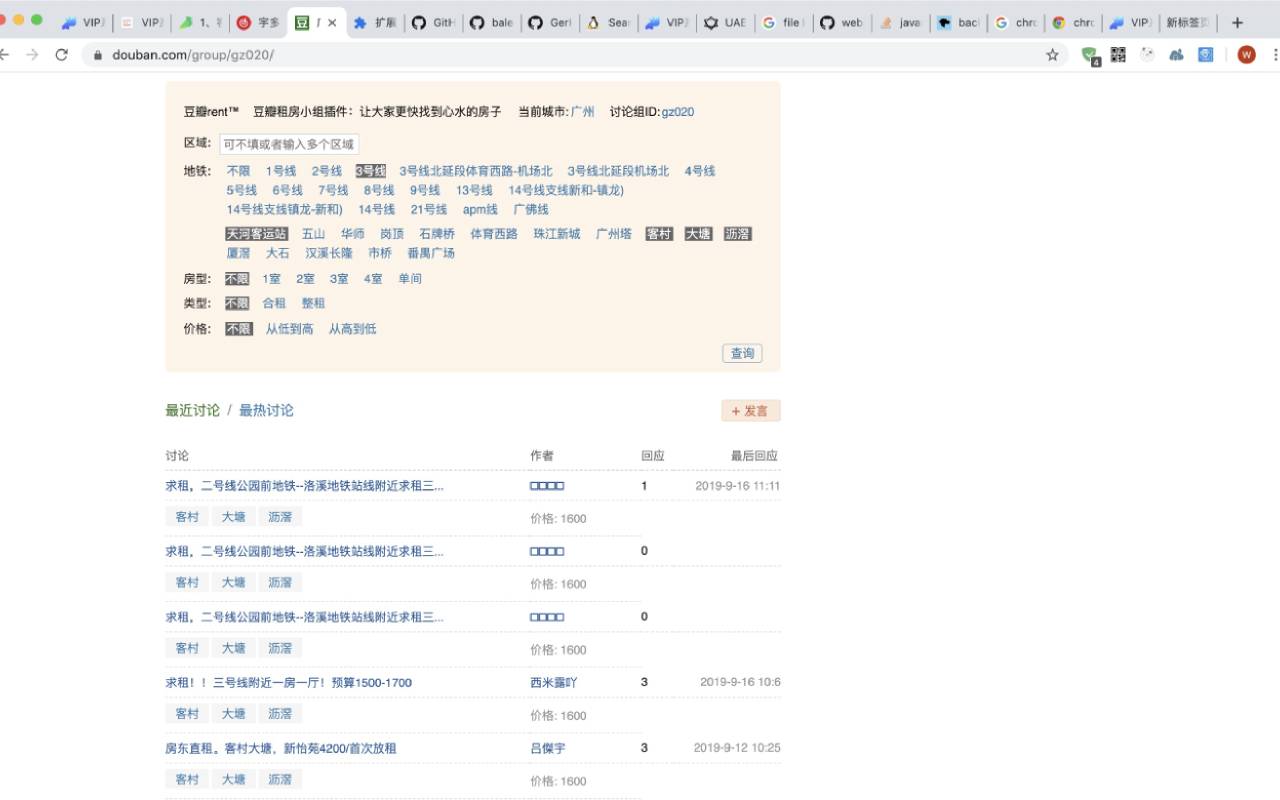 VIP VIP 1、 宇多 扩展 GitH bale Gerl Sear VIP UAE file web java bacl chrc chrc VIP 新标签页
douban.com/group/gz020/ 4 W
豆瓣rent™ 豆瓣租房小组插件：让大家更快找到心水的房子 当前城市:广州 讨论组ID:gz020
区域: 可不填或者输入多个区域
地铁: 不限 1号线 2号线 3号线 3号线北延段体育西路-机场北 3号线北延段机场北 4号线
5号线 6号线 7号线 8号线 9号线 13号线 14号线支线新和-镇龙)
14号线支线镇龙-新和) 14号线 21号线 apm线 广佛线
天河客运站 五山 华师 岗顶 石牌桥 体育西路 珠江新城 广州塔 客村 大塘 沥滘
厦滘 大石 汉溪长隆 市桥 番禺广场
房型: 不限 1室 2室 3室 4室 单间
类型: 不限 合租 整租
价格: 不限 从低到高 从高到低
查询
最近讨论 / 最热讨论 + 发言
讨论 作者 回应 最后回应
求租，二号线公园前地铁--洛溪地铁站线附近求租三... 1 2019-9-16 11:11
客村 大塘 沥滘 价格: 1600
求租，二号线公园前地铁--洛溪地铁站线附近求租三... 0
客村 大塘 沥滘 价格: 1600
求租，二号线公园前地铁--洛溪地铁站线附近求租三... 0
客村 大塘 沥滘 价格: 1600
求租！！三号线附近一房一厅！预算1500-1700 西米露吖 3 2019-9-16 10:6
客村 大塘 沥滘 价格: 1600
房东直租。客村大塘，新怡苑4200/首次放租 吕傑宇 3 2019-9-12 10:25
客村 大塘 沥滘 价格: 1600